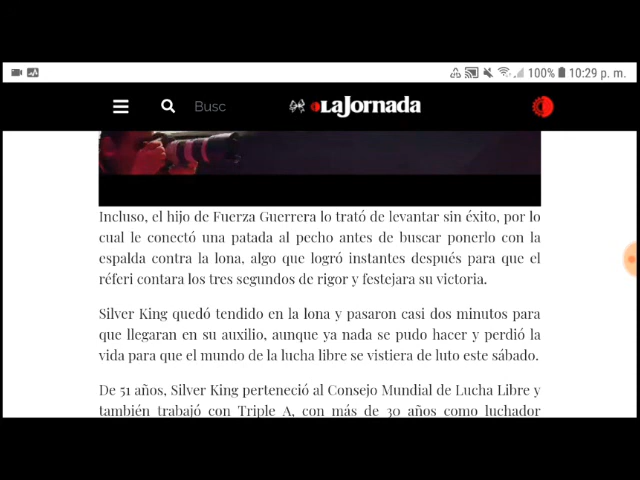 100% 10:29 p. m.
Busc
LaJornada
Incluso, el hijo de Fuerza Guerrera lo trató de levantar sin éxito, por lo
cual le conectó una patada al pecho antes de buscar ponerlo con la
espalda contra la lona, algo que logró instantes después para que el
réferi contara los tres segundos de rigor y festejara su victoria.
Silver King quedó tendido en la lona y pasaron casi dos minutos para
que llegaran en su auxilio, aunque ya nada se pudo hacer y perdió la
vida para que el mundo de la lucha libre se vistiera de luto este sábado.
De 51 años, Silver King perteneció al Consejo Mundial de Lucha Libre y
también trabajó con Triple A, con más de 30 años como luchador